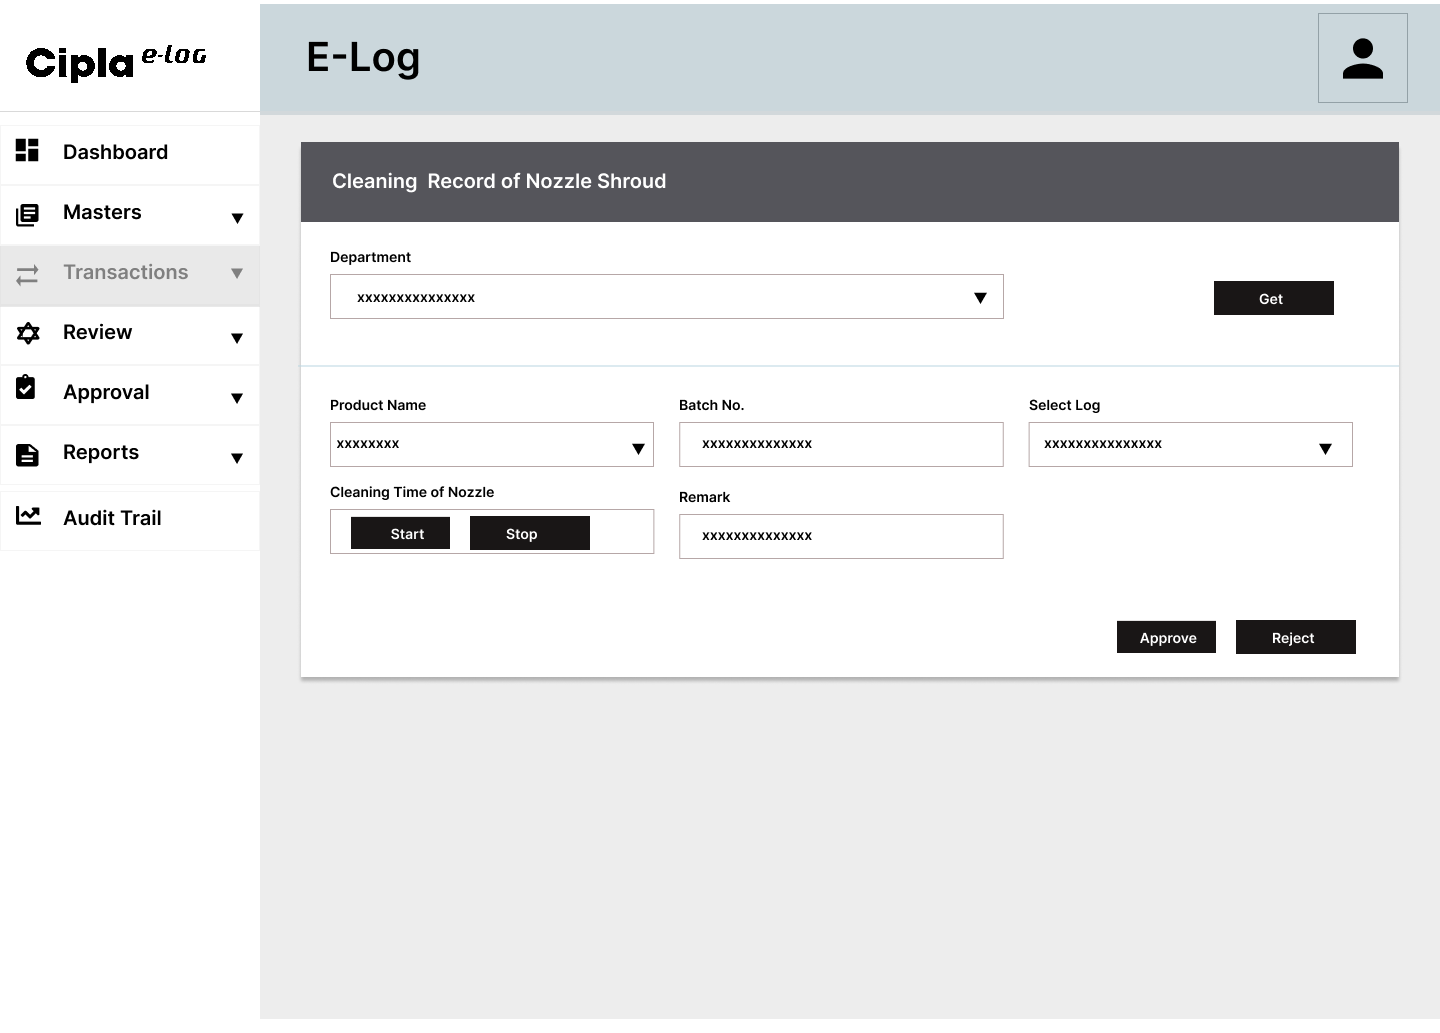 Cipla e-log
E-Log
Dashboard
Masters
Transactions
Review
Approval
Reports
Audit Trail
Cleaning  Record of Nozzle Shroud
Department
xxxxxxxxxxxxxxx
Get
Product Name
Batch No.
Select Log
xxxxxxxx
xxxxxxxxxxxxxx
xxxxxxxxxxxxxxx
Cleaning Time of Nozzle
Remark
Start
Stop
xxxxxxxxxxxxxx
Approve
Reject